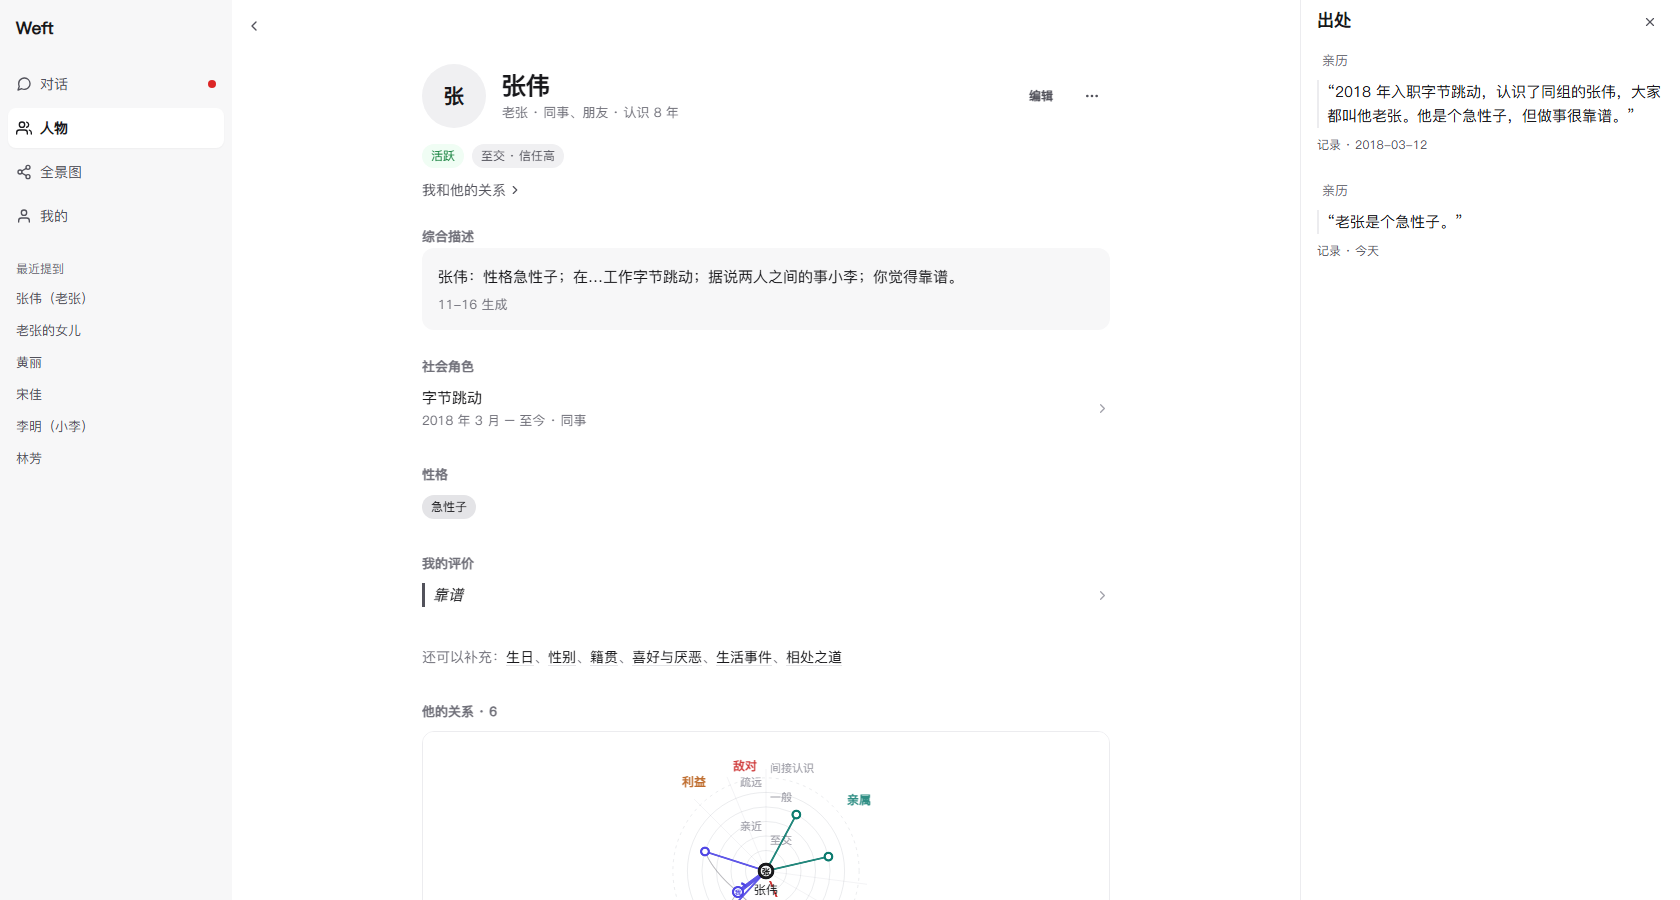 Weft
对话
人物
全景图
我的
最近提到
张伟（老张）
老张的女儿
黄丽
宋佳
李明（小李）
林芳
张
张伟
老张 · 同事、朋友 · 认识 8 年
编辑
活跃
至交 · 信任高
我和他的关系
综合描述
张伟：性格急性子；在…工作字节跳动；据说两人之间的事小李；你觉得靠谱。
11-16 生成
社会角色
字节跳动
2018 年 3 月 — 至今 · 同事
性格
急性子
我的评价
靠谱
还可以补充：生日、性别、籍贯、喜好与厌恶、生活事件、相处之道
他的关系 · 6
敌对
间接认识
利益
疏远
一般
亲属
亲近
至交
张
张伟
出处
亲历
“2018 年入职字节跳动，认识了同组的张伟，大家
都叫他老张。他是个急性子，但做事很靠谱。”
记录 · 2018-03-12
亲历
“老张是个急性子。”
记录 · 今天